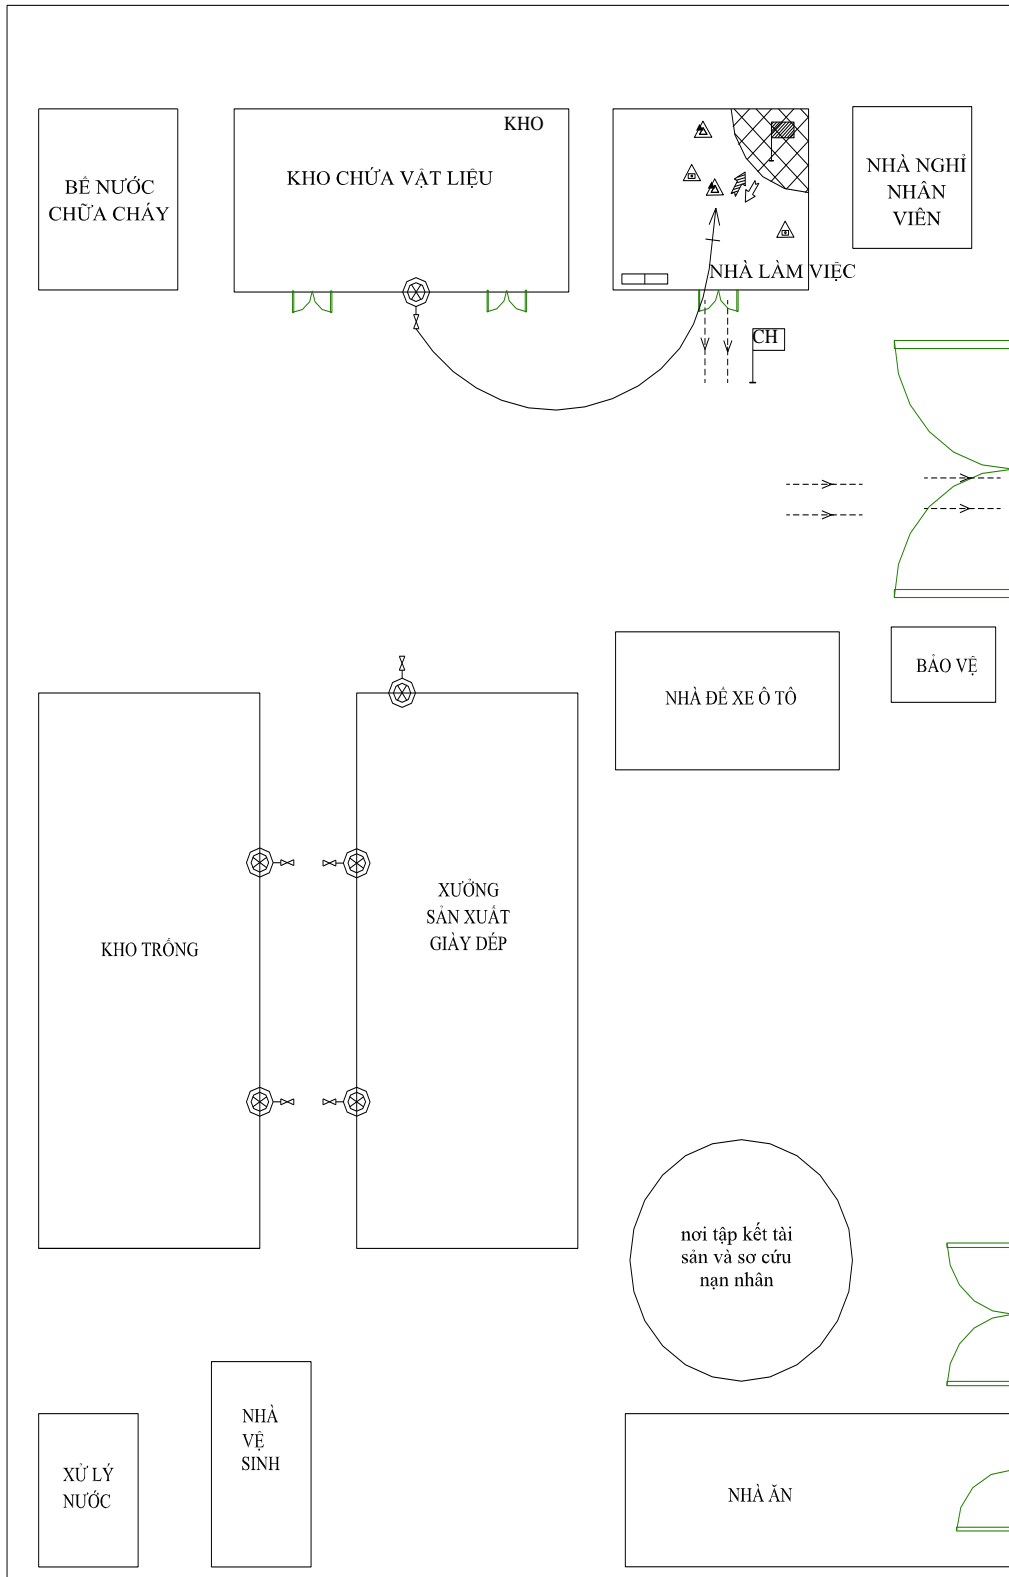 KHO
KHO CHỨA VẬT LIỆU
BỂ NƯỚC
CHỮA CHÁY
NHÀ NGHỈ
NHÂN
VIÊN
NHÀ LÀM VIỆC
CH
BẢO VỆ
NHÀ ĐỂ XE Ô TÔ
XƯỞNG
SẢN XUẤT
GIÀY DÉP
KHO TRỐNG
nơi tập kết tài
sản và sơ cứu
nạn nhân
NHÀ
VỆ
SINH
XỬ LÝ
NƯỚC
NHÀ ĂN